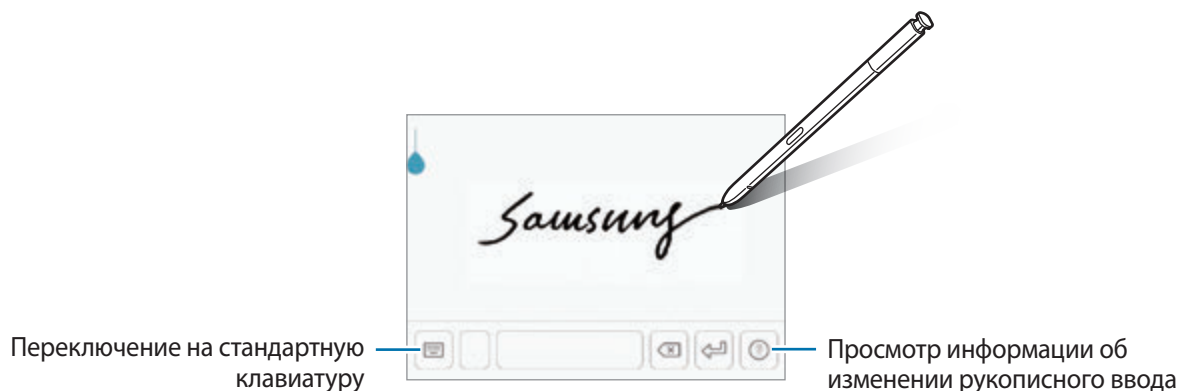 Samsung
Переключение на стандартную
клавиатуру
Просмотр информации об
изменении рукописного ввода